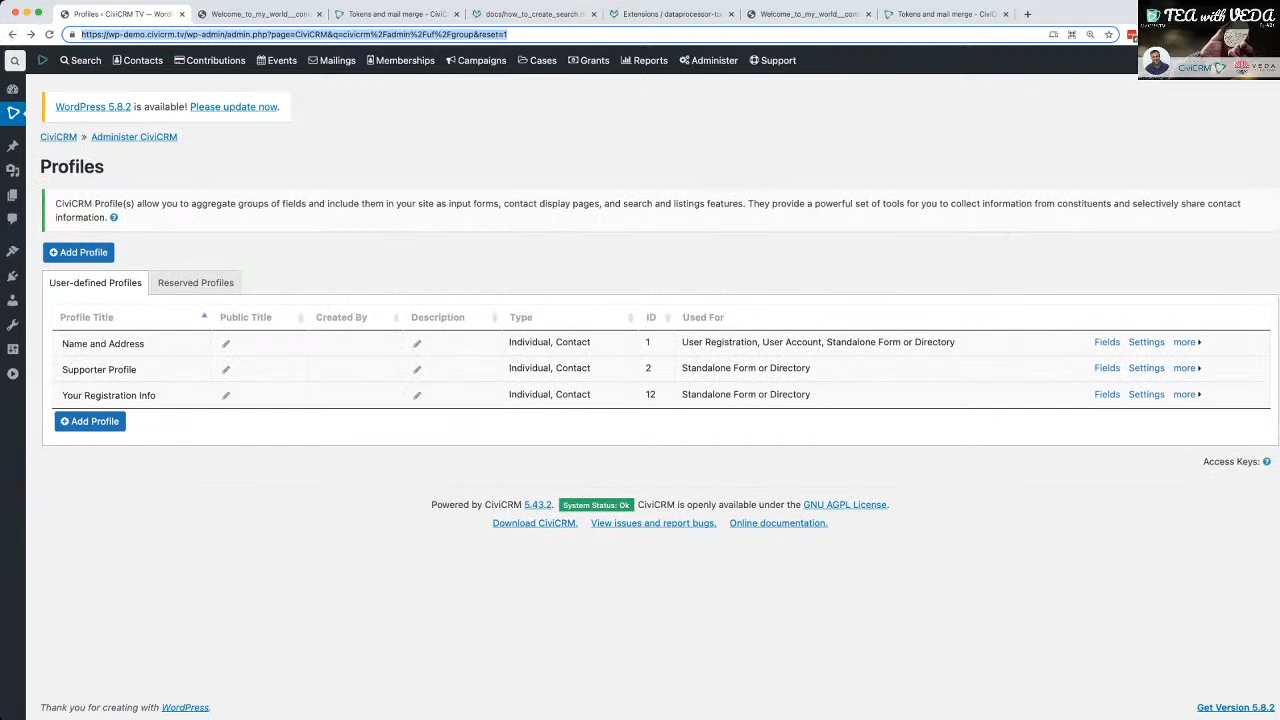 Profiles ‹ CiviCRM TV — WordP
Welcome_to_my_world__cont
Tokens and mail merge - CiviC
docs/how_to_create_search.m
Extensions / dataprocessor-to
Welcome_to_my_world__cont
Tokens and mail merge - CiviC
https://wp-demo.civicrm.tv/wp-admin/admin.php?page=CiviCRM&q=civicrm%2Fadmin%2Fuf%2Fgroup&reset=1
TEA with VEDA
CiviCRM VEDA
Search Contacts Contributions Events Mailings Memberships Campaigns Cases Grants Reports Administer Support
WordPress 5.8.2 is available! Please update now.
CiviCRM » Administer CiviCRM
Profiles
CiviCRM Profile(s) allow you to aggregate groups of fields and include them in your site as input forms, contact display pages, and search and listings features. They provide a powerful set of tools for you to collect information from constituents and selectively share contact
information.
Add Profile
User-defined Profiles Reserved Profiles
Profile Title Public Title Created By Description Type ID Used For
Name and Address Individual, Contact 1 User Registration, User Account, Standalone Form or Directory Fields Settings more
Supporter Profile Individual, Contact 2 Standalone Form or Directory Fields Settings more
Your Registration Info Individual, Contact 12 Standalone Form or Directory Fields Settings more
Add Profile
Access Keys:
Powered by CiviCRM 5.43.2. System Status: Ok CiviCRM is openly available under the GNU AGPL License.
Download CiviCRM. View issues and report bugs. Online documentation.
Thank you for creating with WordPress.
Get Version 5.8.2